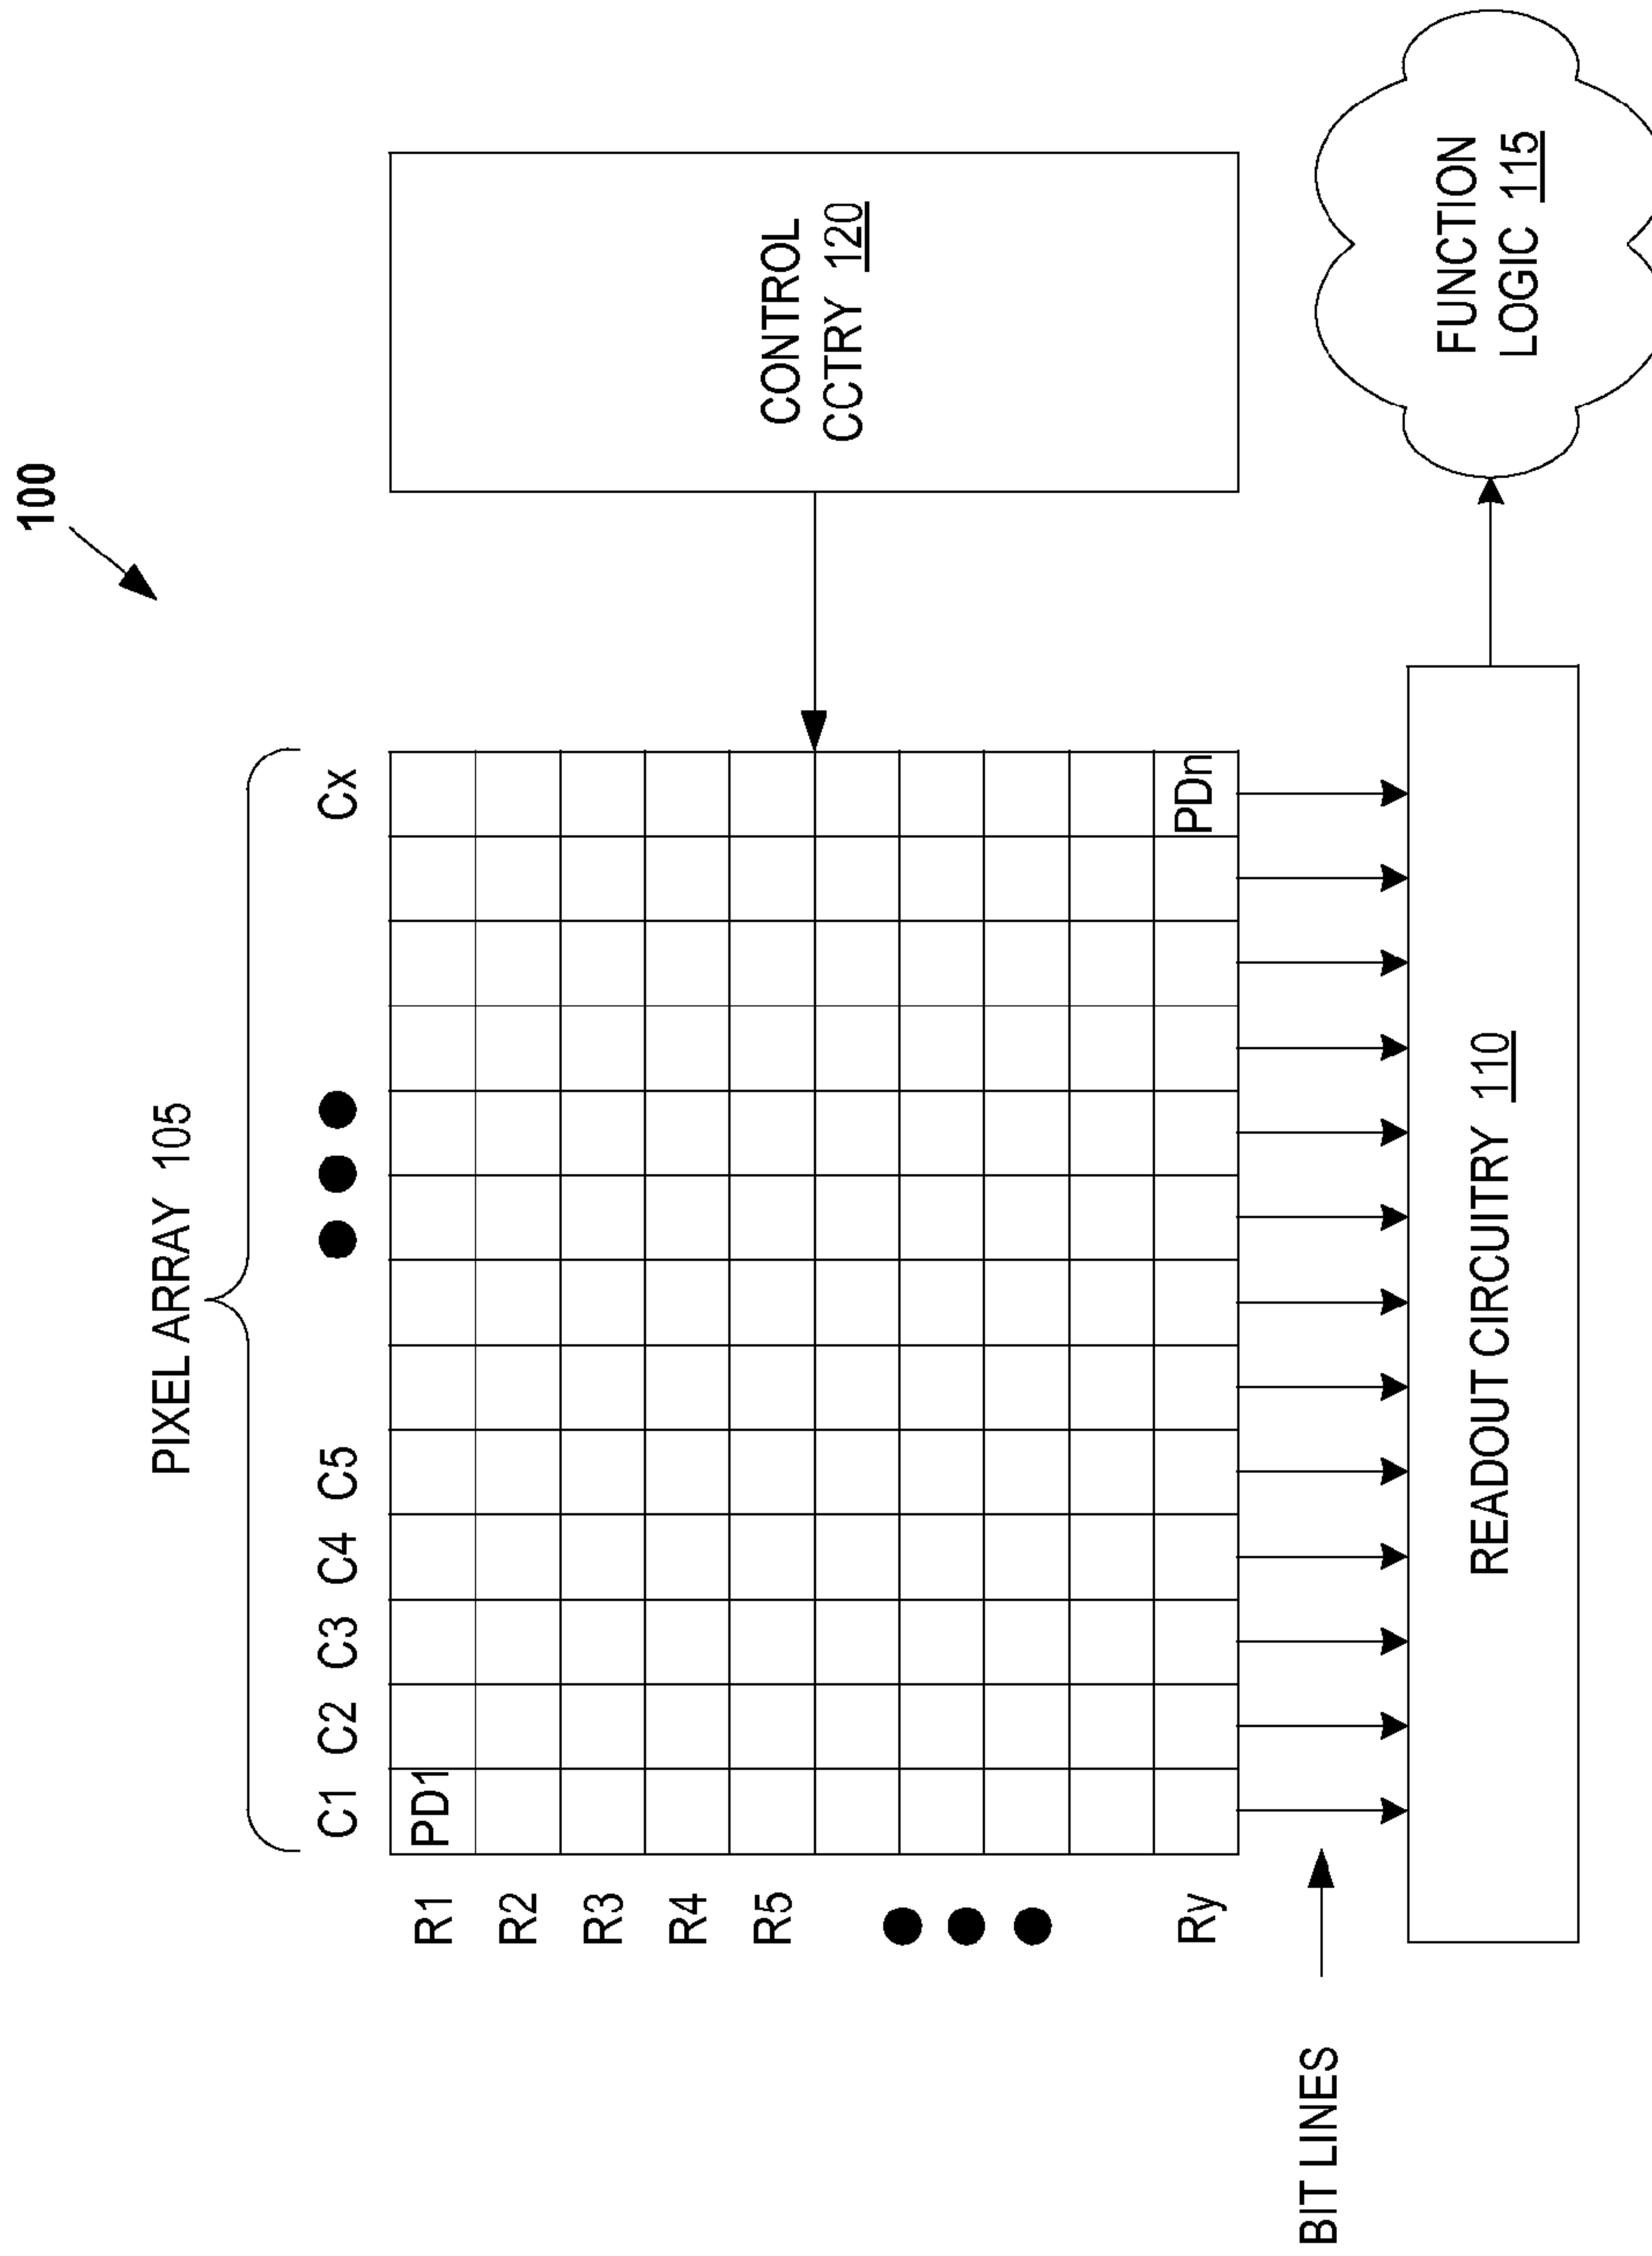 100
PIXEL ARRAY 105
C1 C2 C3 C4 C5 Cx
R1
PD1
R2
R3
R4
R5
Ry
PDn
CONTROL
CCTRY 120
BIT LINES
READOUT CIRCUITRY 110
FUNCTION
LOGIC 115